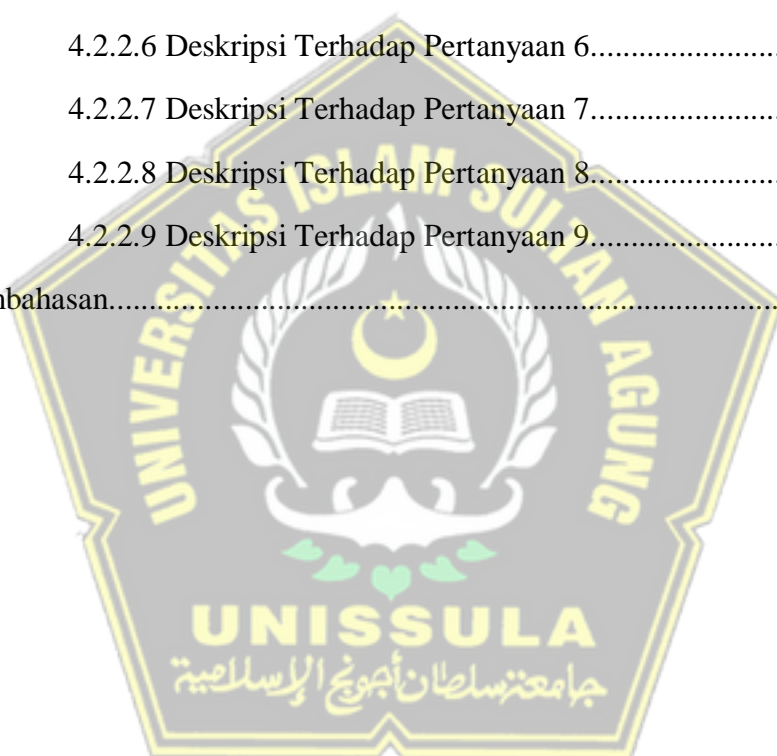 4.2.2.6 Deskripsi Terhadap Pertanyaan 6........................
4.2.2.7 Deskripsi Terhadap Pertanyaan 7........................
4.2.2.8 Deskripsi Terhadap Pertanyaan 8........................
4.2.2.9 Deskripsi Terhadap Pertanyaan 9........................
nbahasan....................................................................................
UNIVERSITAS ISLAM SULTAN AGUNG
UNISSULA
جامعة سلطان أجونج الإسلامية